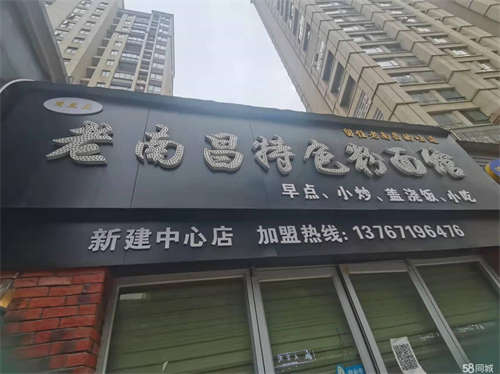 老南昌特色粉面馆
早点、小炒、盖浇饭、小吃
新建中心店 加盟热线: 13767196476
58同城